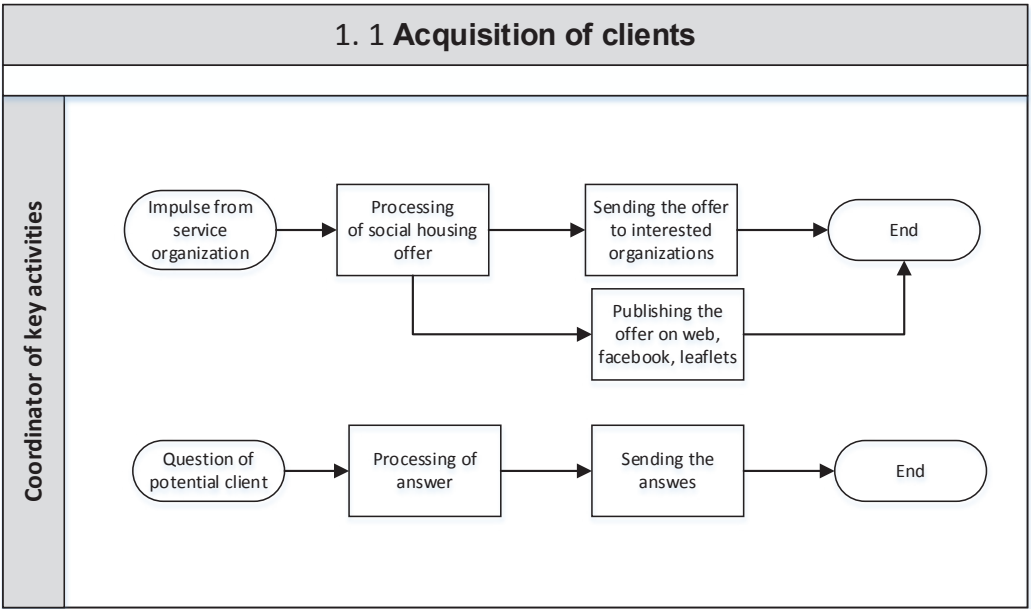 1. 1 Acquisition of clients
Coordinator of key activities
Impulse from
service
organization
Processing
of social housing
offer
Sending the offer
to interested
organizations
End
Publishing the
offer on web,
facebook, leaflets
Question of
potential client
Processing of
answer
Sending the
answes
End